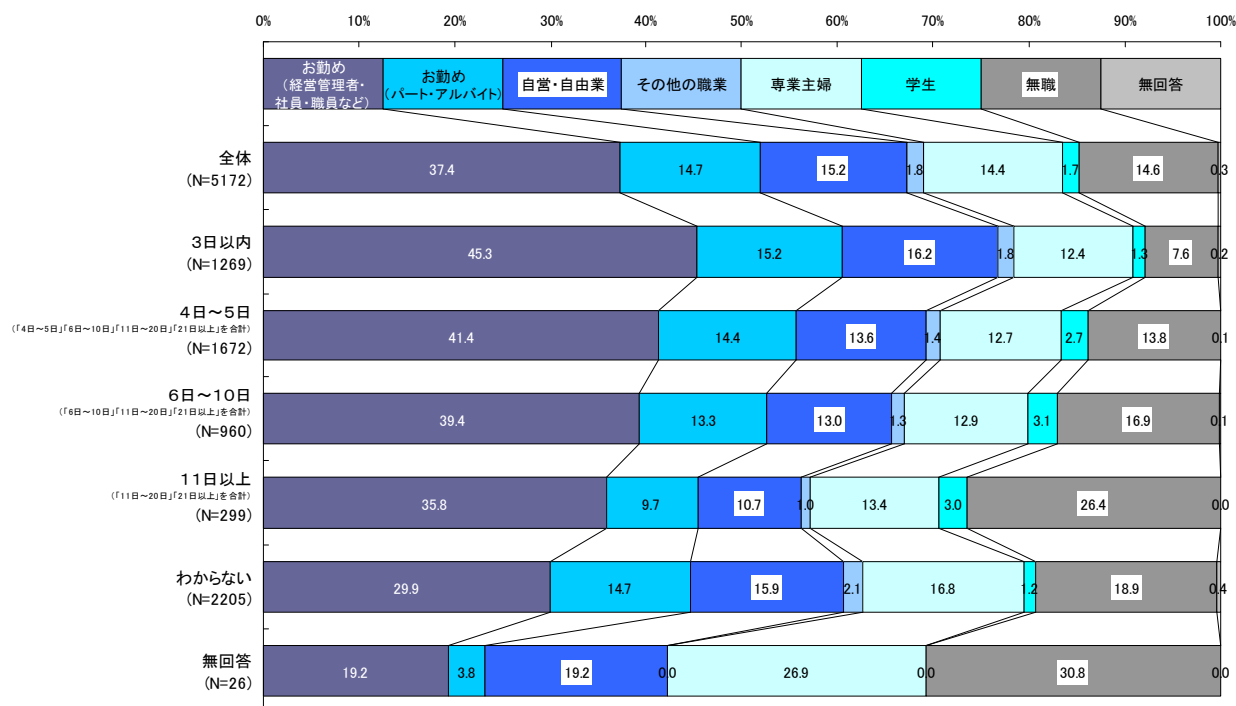 0% 10% 20% 30% 40% 50% 60% 70% 80% 90% 100%
お勤め
(経営管理者・
社員・職員など)
お勤め
(パート・アルバイト)
自営・自由業
その他の職業
専業主婦
学生
無職
無回答
全体
(N=5172)
37.4 14.7 15.2 1.8 14.4 1.7 14.6 0.3
3日以内
(N=1269)
45.3 15.2 16.2 1.8 12.4 1.3 7.6 0.2
4日～5日
(「4日～5日」「6日～10日」「11日～20日」「21日以上」を合計)
(N=1672)
41.4 14.4 13.6 1.4 12.7 2.7 13.8 0.1
6日～10日
(「6日～10日」「11日～20日」「21日以上」を合計)
(N=960)
39.4 13.3 13.0 1.3 12.9 3.1 16.9 0.1
11日以上
(「11日～20日」「21日以上」を合計)
(N=299)
35.8 9.7 10.7 1.0 13.4 3.0 26.4 0.0
わからない
(N=2205)
29.9 14.7 15.9 2.1 16.8 1.2 18.9 0.4
無回答
(N=26)
19.2 3.8 19.2 0.0 26.9 0.0 30.8 0.0